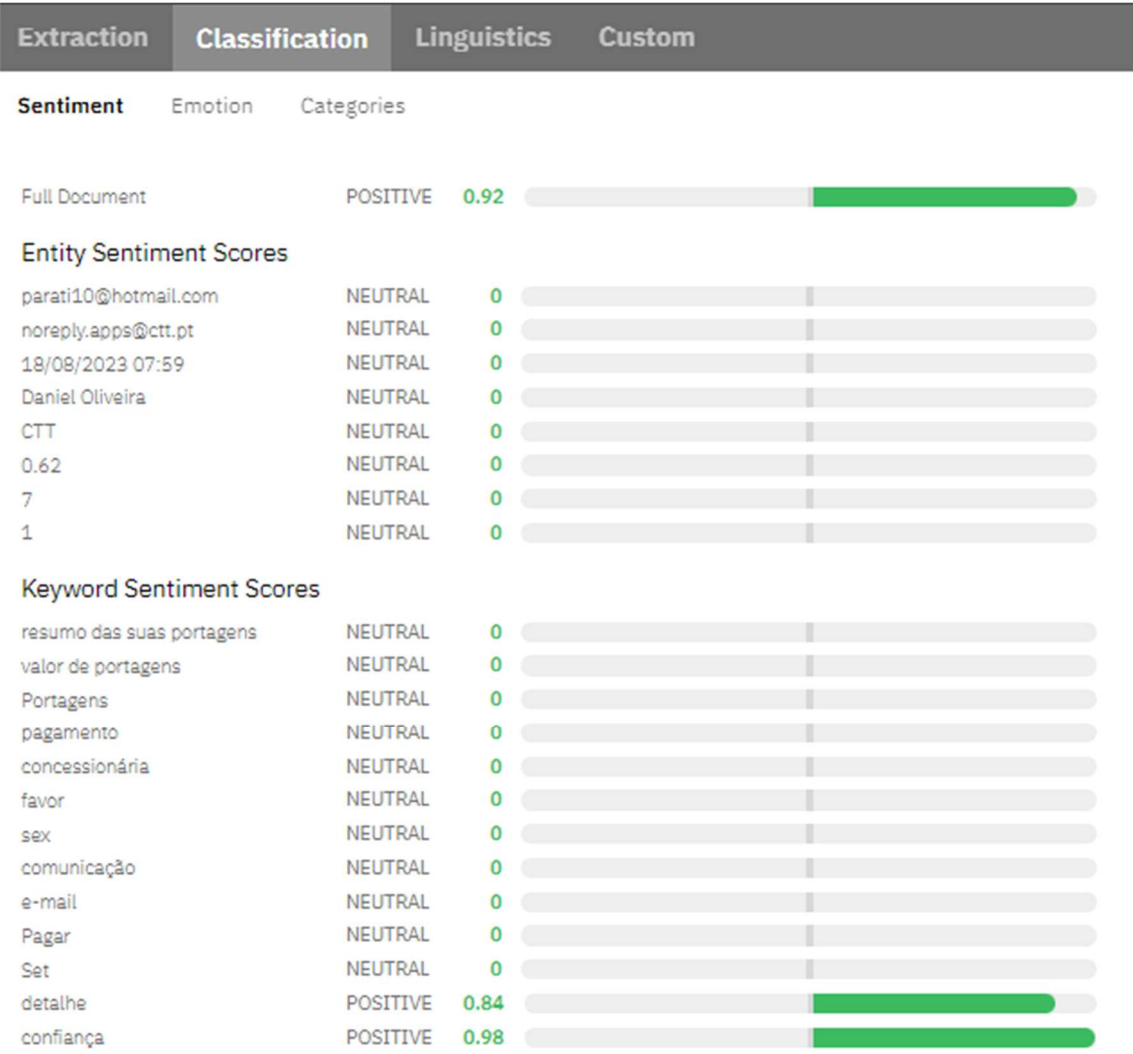 Extraction Classification Linguistics Custom
Sentiment Emotion Categories
Full Document POSITIVE 0.92
Entity Sentiment Scores
parati10@hotmail.com NEUTRAL 0
noreply.apps@ctt.pt NEUTRAL 0
18/08/2023 07:59 NEUTRAL 0
Daniel Oliveira NEUTRAL 0
CTT NEUTRAL 0
0.62 NEUTRAL 0
7 NEUTRAL 0
1 NEUTRAL 0
Keyword Sentiment Scores
resumo das suas portagens NEUTRAL 0
valor de portagens NEUTRAL 0
Portagens NEUTRAL 0
pagamento NEUTRAL 0
concessionária NEUTRAL 0
favor NEUTRAL 0
sex NEUTRAL 0
comunicação NEUTRAL 0
e-mail NEUTRAL 0
Pagar NEUTRAL 0
Set NEUTRAL 0
detalhe POSITIVE 0.84
confiança POSITIVE 0.98